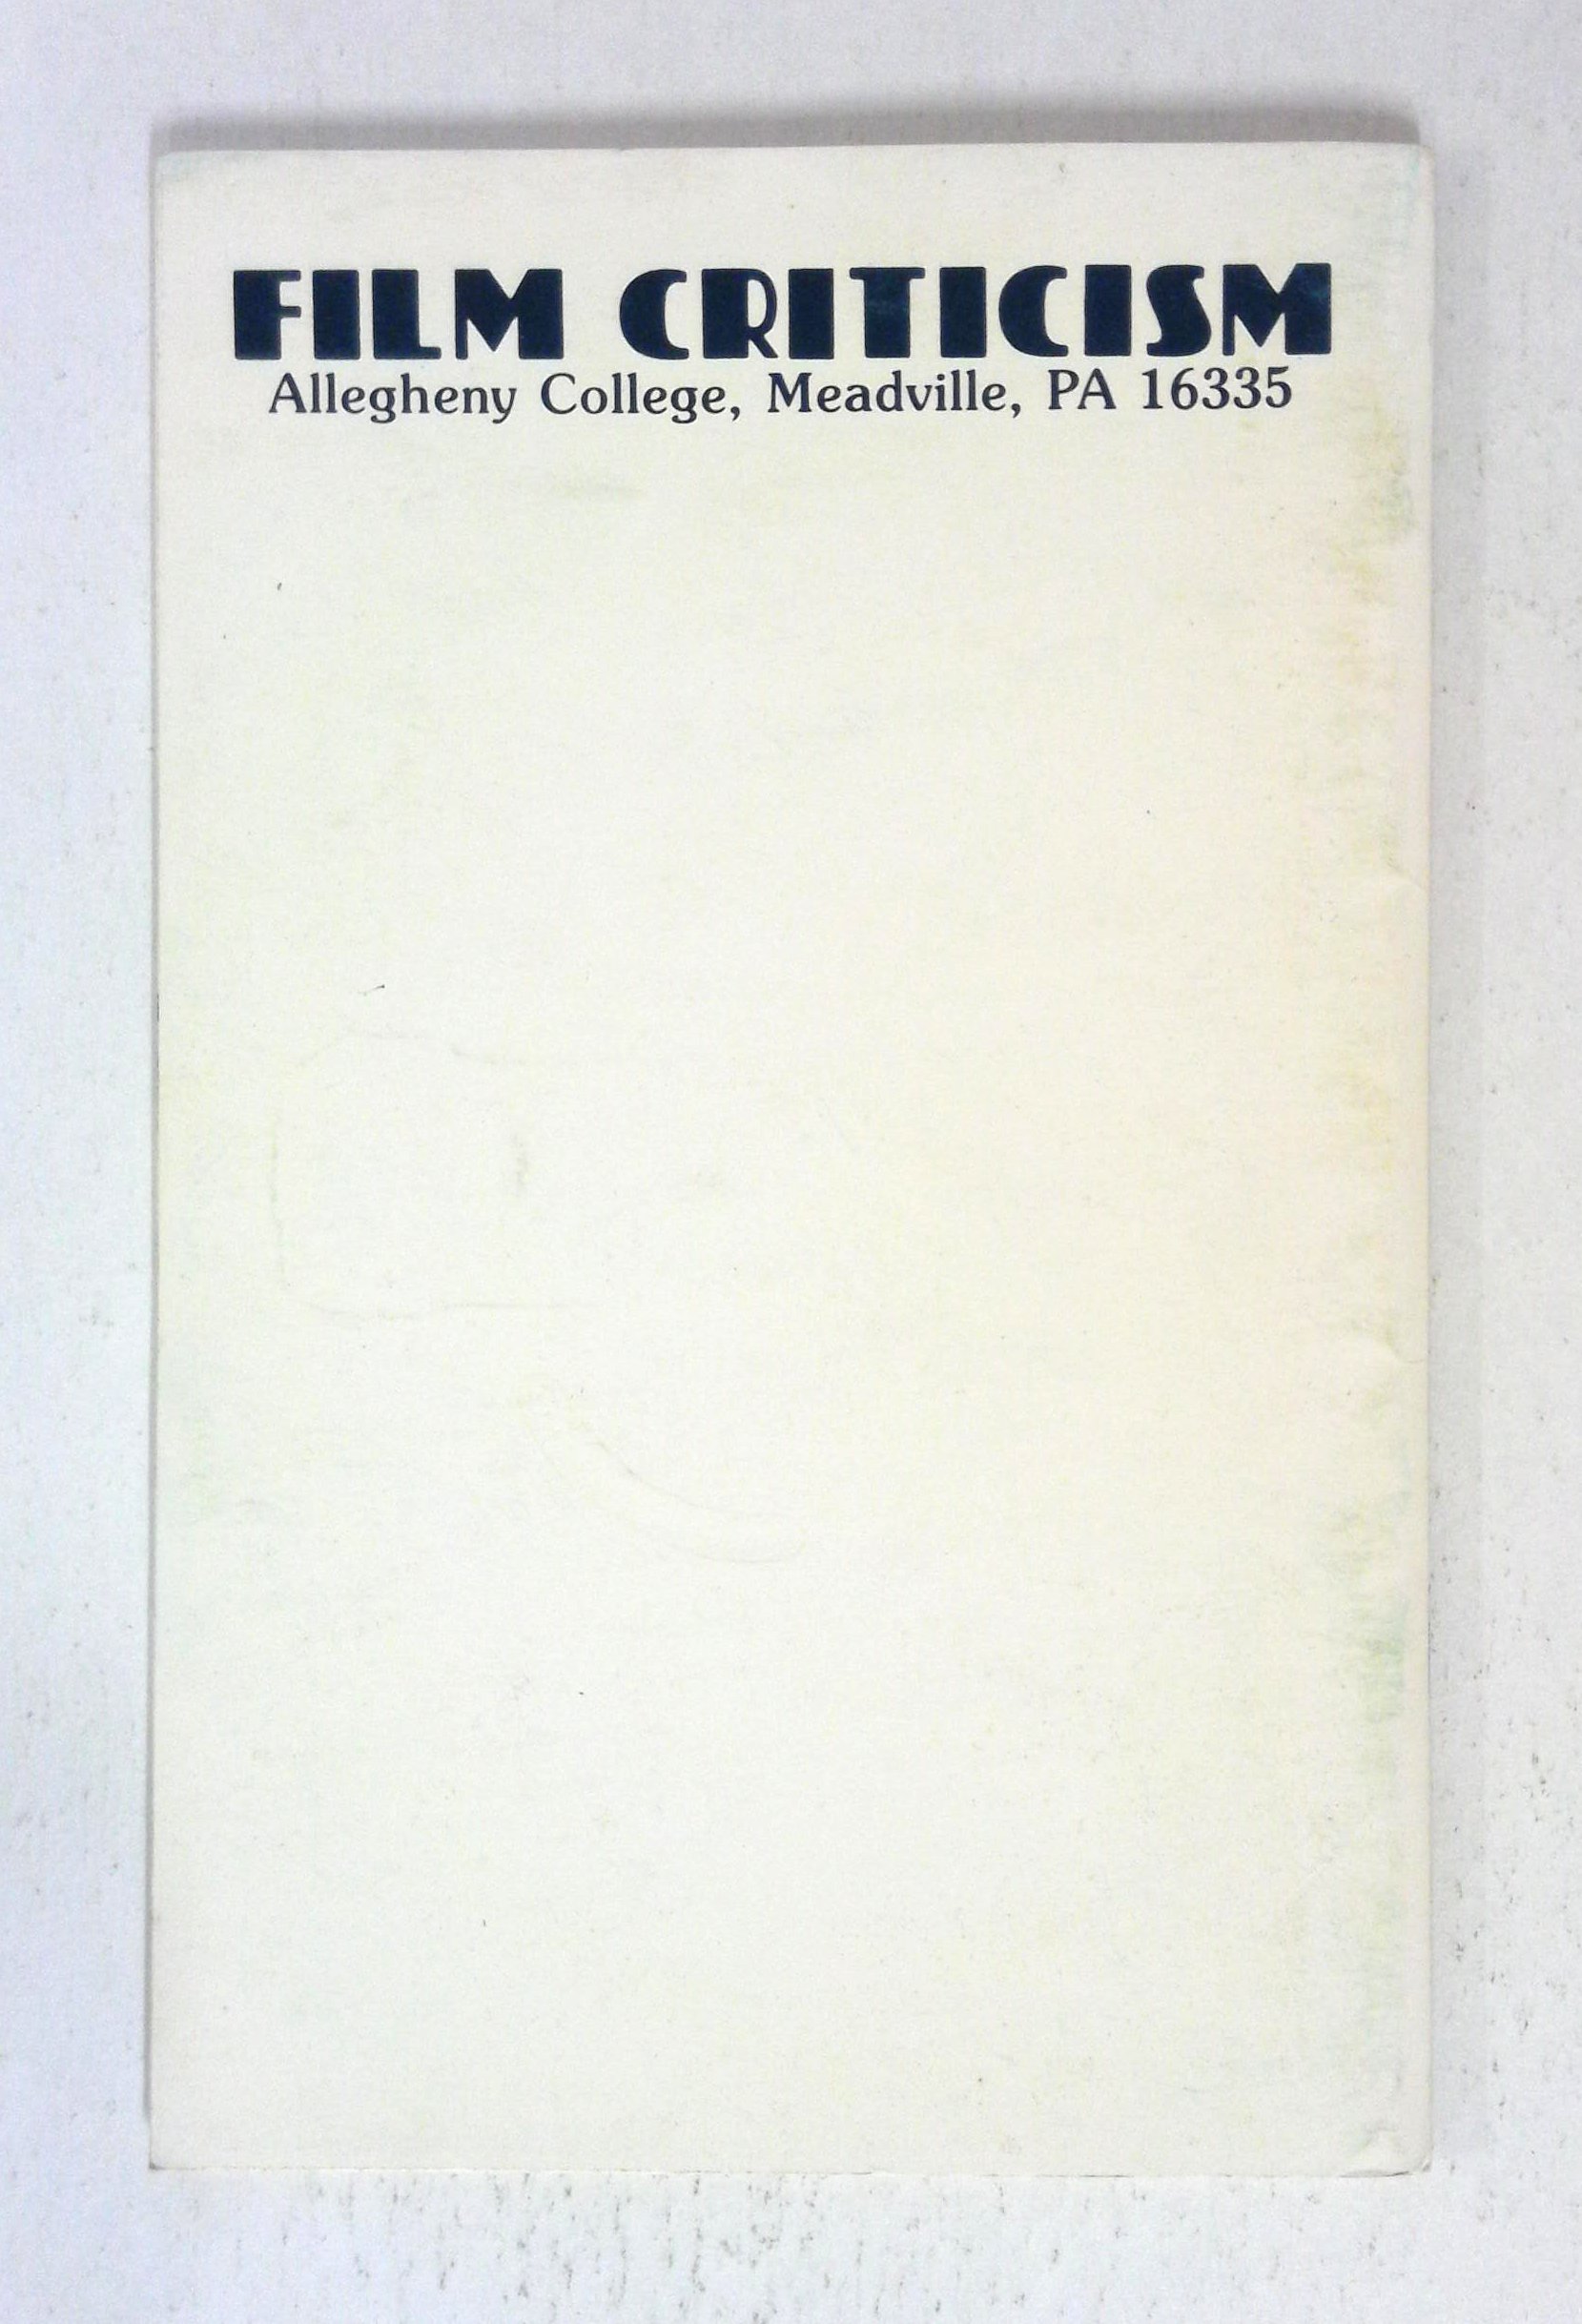 FILM CRITICISM
Allegheny College, Meadville, PA 16335